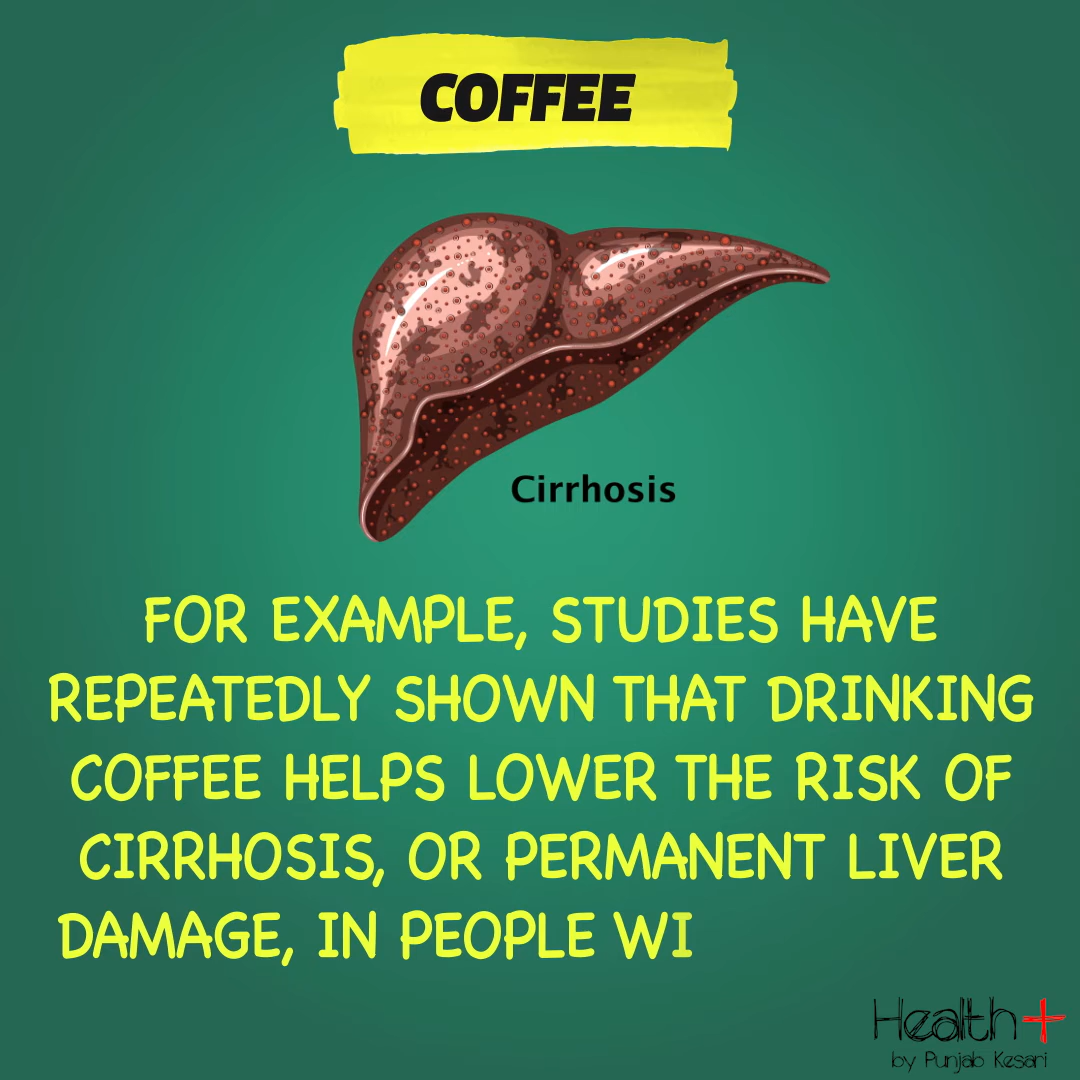 COFFEE
Cirrhosis
FOR EXAMPLE, STUDIES HAVE
REPEATEDLY SHOWN THAT DRINKING
COFFEE HELPS LOWER THE RISK OF
CIRRHOSIS, OR PERMANENT LIVER
DAMAGE, IN PEOPLE WI
Health+
by Punjab Kesari